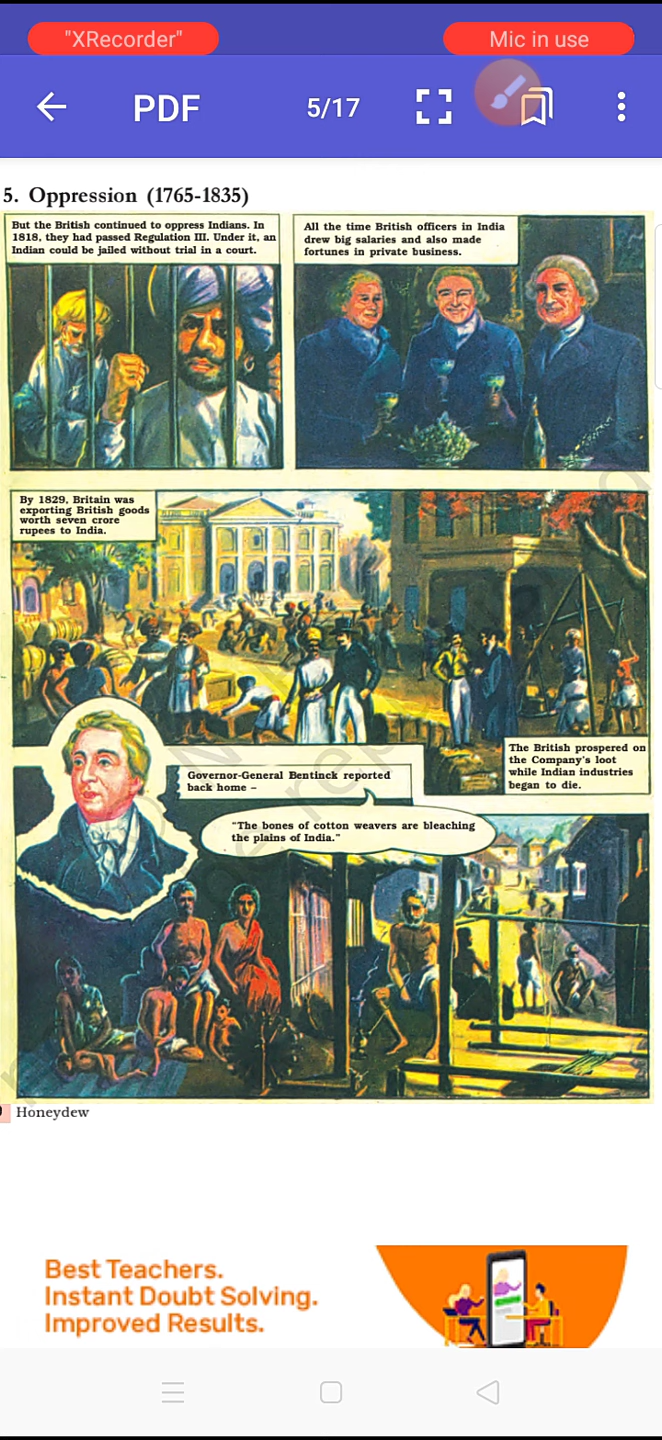 "XRecorder"
Mic in use
PDF
5/17
5. Oppression (1765-1835)
But the British continued to oppress Indians. In
1818, they had passed Regulation III. Under it, an
Indian could be jailed without trial in a court.
All the time British officers in India
drew big salaries and also made
fortunes in private business.
By 1829, Britain was
exporting British goods
worth seven crore
rupees to India.
The British prospered on
the Company's loot
while Indian industries
began to die.
Governor-General Bentinck reported
back home –
"The bones of cotton weavers are bleaching
the plains of India."
Honeydew
Best Teachers.
Instant Doubt Solving.
Improved Results.